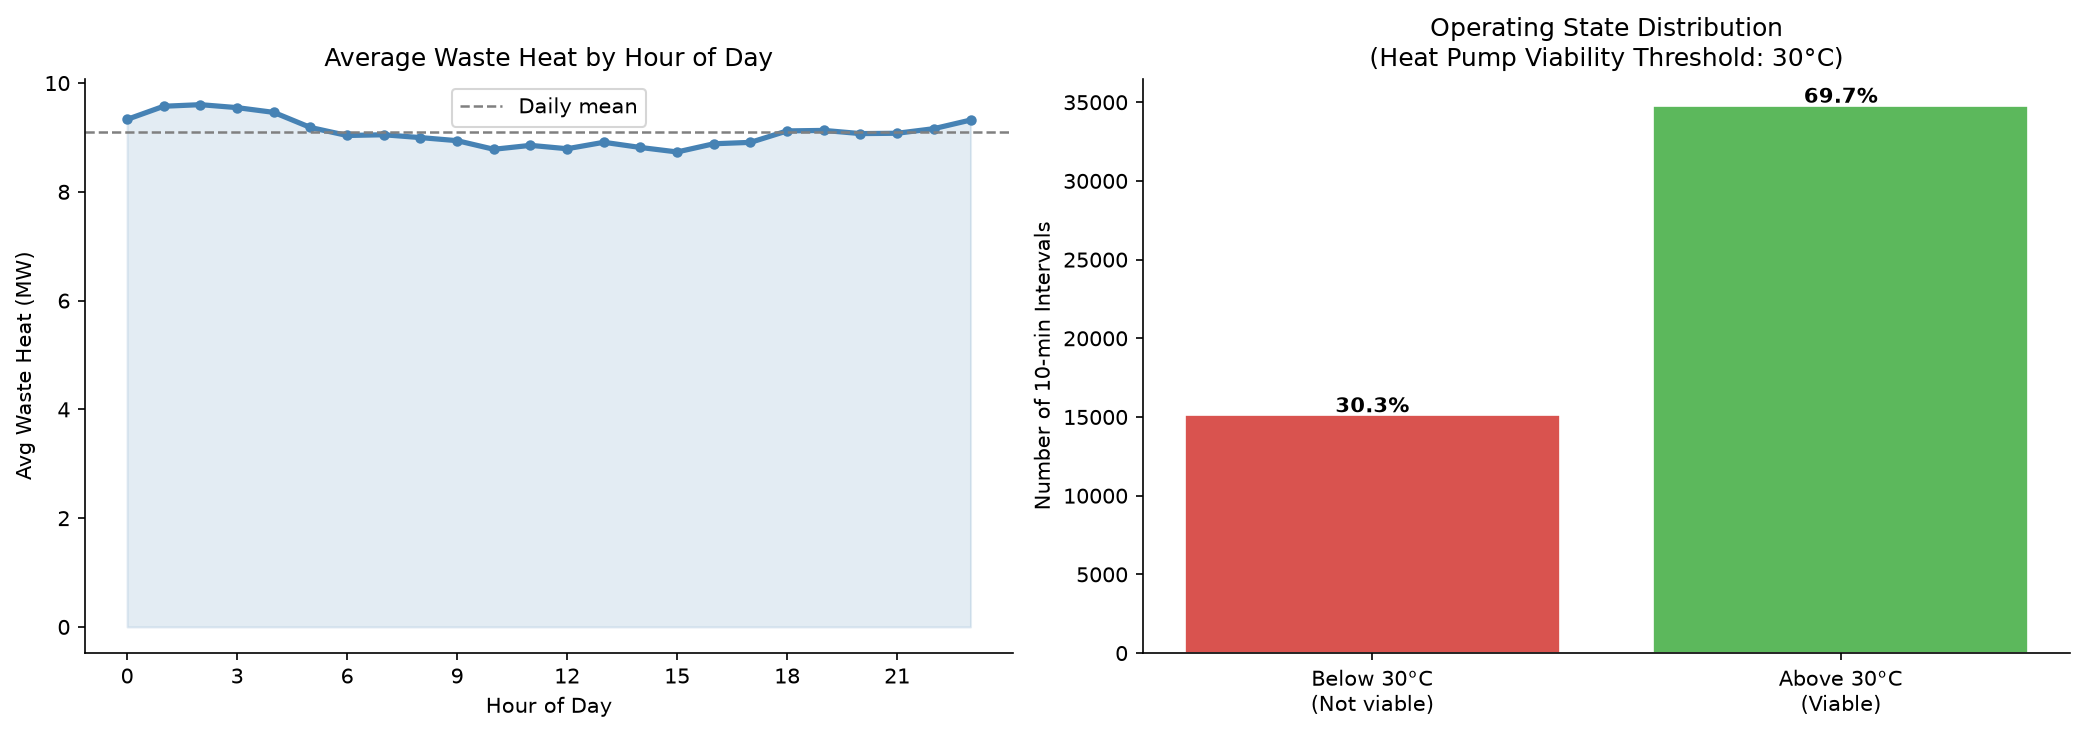 Average Waste Heat by Hour of Day
10
8
6
4
2
0
Avg Waste Heat (MW)
Daily mean
0 3 6 9 12 15 18 21
Hour of Day
Operating State Distribution
(Heat Pump Viability Threshold: 30°C)
35000
30000
25000
20000
15000
10000
5000
0
Number of 10-min Intervals
30.3%
69.7%
Below 30°C
(Not viable)
Above 30°C
(Viable)